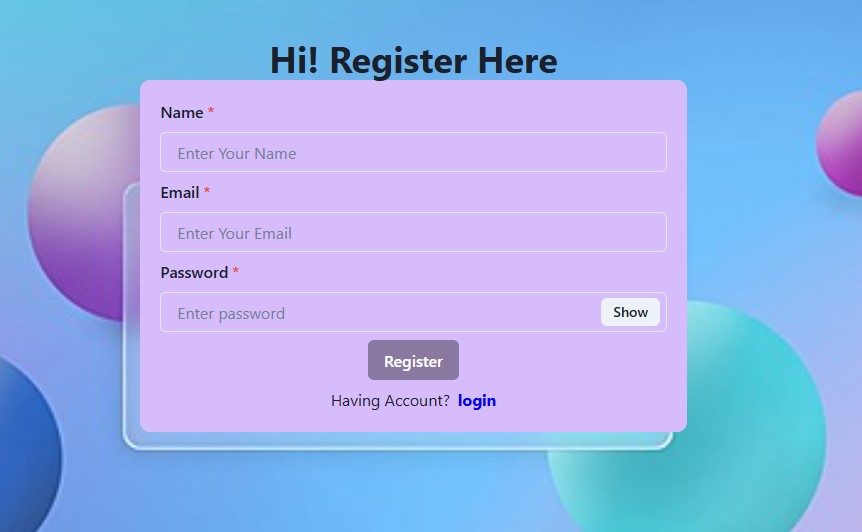 Hi! Register Here
Name *
Enter Your Name
Email *
Enter Your Email
Password *
Enter password Show
Register
Having Account? login